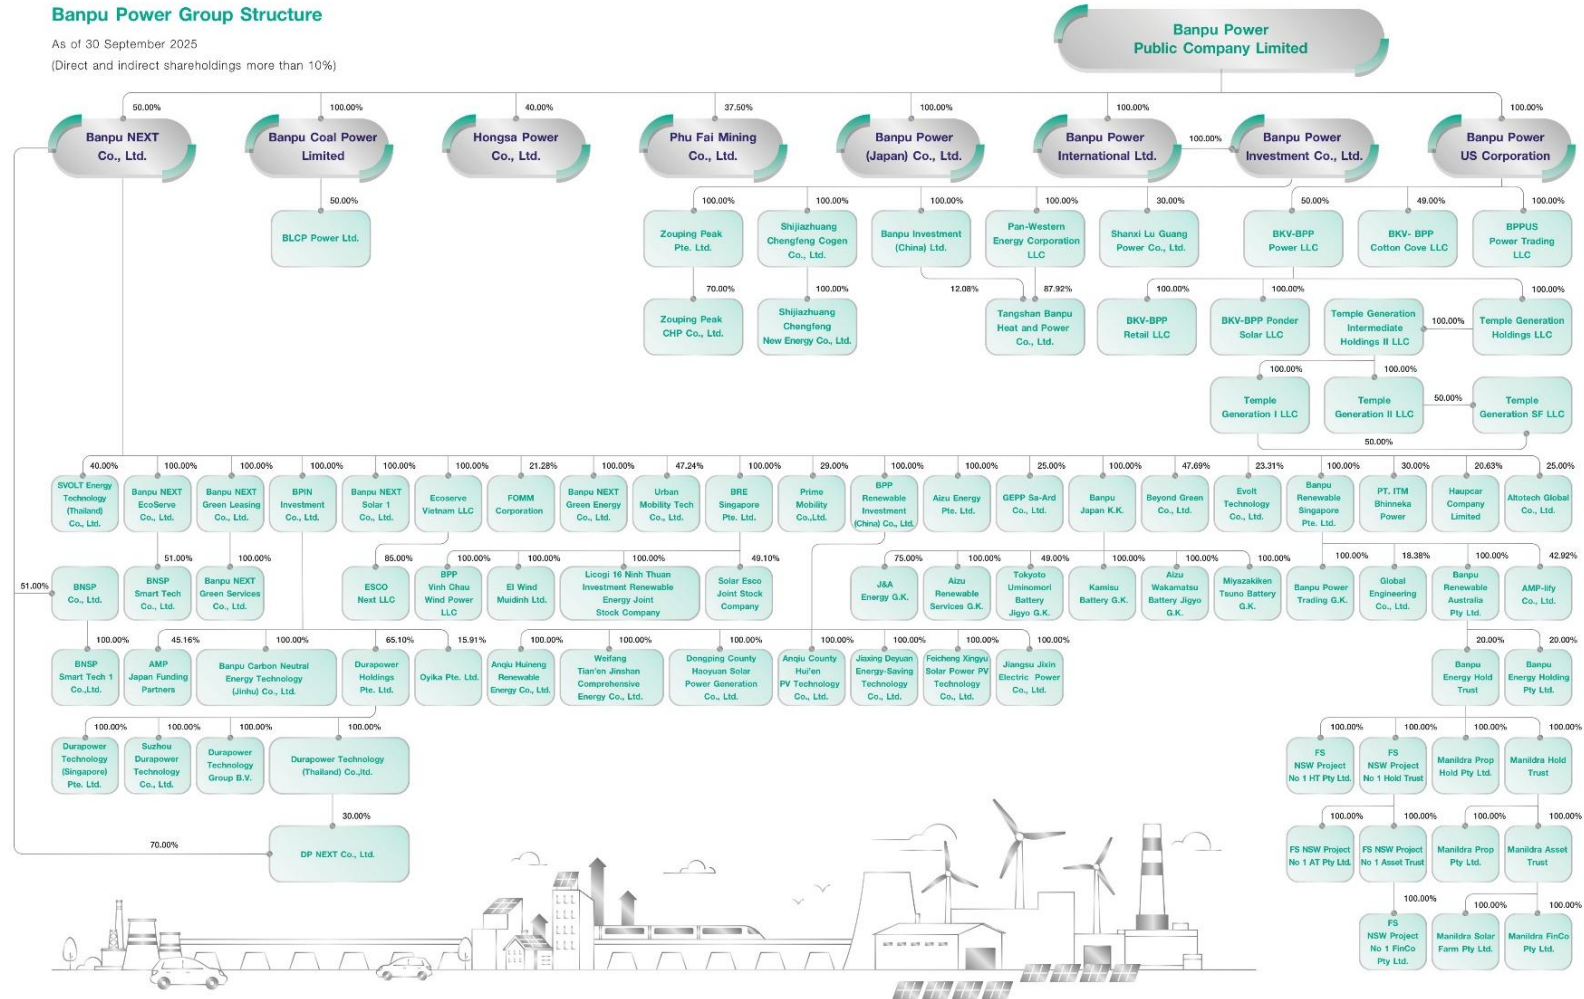 Banpu Power Group Structure
As of 30 September 2025
(Direct and indirect shareholdings more than 10%)
Banpu Power
Public Company Limited
50.00%
100.00%
40.00%
37.50%
100.00%
100.00%
100.00%
Banpu NEXT
Co., Ltd.
Banpu Coal Power
Limited
Hongsa Power
Co., Ltd.
Phu Fai Mining
Co., Ltd.
Banpu Power
(Japan) Co., Ltd.
Banpu Power
International Ltd.
100.00%
Banpu Power
Investment Co., Ltd.
Banpu Power
US Corporation
50.00%
100.00%
100.00%
100.00%
100.00%
30.00%
50.00%
49.00%
100.00%
BLCP Power Ltd.
Zouping Peak
Pte. Ltd.
Shijiazhuang
Chengfeng Cogen
Co., Ltd.
Banpu Investment
(China) Ltd.
Pan-Western
Energy Corporation
LLC
Shanxi Lu Guang
Power Co., Ltd.
BKV-BPP
Power LLC
BKV- BPP
Cotton Cove LLC
BPPUS
Power Trading
LLC
70.00%
100.00%
12.08%
87.92%
100.00%
100.00%
100.00%
Zouping Peak
CHP Co., Ltd.
Shijiazhuang
Chengfeng
New Energy Co., Ltd.
Tangshan Banpu
Heat and Power
Co., Ltd.
BKV-BPP
Retail LLC
BKV-BPP Ponder
Solar LLC
Temple Generation
Intermediate
Holdings II LLC
100.00%
Temple Generation
Holdings LLC
100.00%
100.00%
Temple
Generation I LLC
Temple
Generation II LLC
50.00%
Temple
Generation SF LLC
50.00%
40.00%
100.00%
100.00%
100.00%
100.00%
100.00%
21.28%
100.00%
47.24%
100.00%
29.00%
100.00%
100.00%
25.00%
100.00%
47.69%
23.31%
100.00%
30.00%
20.63%
25.00%
SVOLT Energy
Technology
(Thailand)
Co., Ltd.
Banpu NEXT
EcoServe
Co., Ltd.
Banpu NEXT
Green Leasing
Co., Ltd.
BPIN
Investment
Co., Ltd.
Banpu NEXT
Solar 1
Co., Ltd.
Ecoserve
Vietnam LLC
FOMM
Corporation
Banpu NEXT
Green Energy
Co., Ltd.
Urban
Mobility Tech
Co., Ltd.
BRE
Singapore
Pte. Ltd.
Prime
Mobility
Co.,Ltd.
BPP
Renewable
Investment
(China) Co., Ltd.
Aizu Energy
Pte. Ltd.
GEPP Sa-Ard
Co., Ltd.
Banpu
Japan K.K.
Beyond Green
Co., Ltd.
Evolt
Technology
Co., Ltd.
Banpu
Renewable
Singapore
Pte. Ltd.
PT. ITM
Bhinneka
Power
Haupcar
Company
Limited
Altotech Global
Co., Ltd.
51.00%
51.00%
100.00%
85.00%
100.00%
100.00%
100.00%
49.10%
75.00%
100.00%
49.00%
100.00%
42.92%
100.00%
100.00%
18.38%
100.00%
42.92%
BNSP
Co., Ltd.
BNSP
Smart Tech
Co., Ltd.
Banpu NEXT
Green Services
Co., Ltd.
ESCO
Next LLC
BPP
Vinh Chau
Wind Power
LLC
El Wind
Muidinh Ltd.
Licogi 16 Ninh Thuan
Investment Renewable
Energy Joint
Stock Company
Solar Esco
Joint Stock
Company
J&A
Energy G.K.
Aizu
Renewable
Services G.K.
Tokyoto
Uminomori
Battery
Jigyo G.K.
Kamisu
Battery G.K.
Aizu
Wakamatsu
Battery Jigyo
G.K.
Miyazakiken
Tsuno Battery
G.K.
Banpu Power
Trading G.K.
Global
Engineering
Co., Ltd.
Banpu
Renewable
Australia
Pty Ltd.
AMP-lify
Co., Ltd.
100.00%
45.16%
100.00%
65.10%
15.91%
100.00%
100.00%
100.00%
100.00%
100.00%
100.00%
100.00%
20.00%
20.00%
BNSP
Smart Tech 1
Co.,Ltd.
AMP
Japan Funding
Partners
Banpu Carbon Neutral
Energy Technology
(Jinhu) Co., Ltd.
Durapower
Holdings
Pte. Ltd.
Oyika Pte. Ltd.
Anqiu Huineng
Renewable
Energy Co., Ltd.
Weifang
Tian'en Jinshan
Comprehensive
Energy Co., Ltd.
Dongping County
Haoyuan Solar
Power Generation
Co., Ltd.
Anqiu County
Hui'en
PV Technology
Co., Ltd.
Jiaxing Deyuan
Energy-Saving
Technology
Co., Ltd.
Feicheng Xingyu
Solar Power PV
Technology
Co., Ltd.
Jiangsu Jixin
Electric Power
Co., Ltd.
Banpu
Energy Hold
Trust
Banpu
Energy Holding
Pty Ltd.
100.00%
100.00%
100.00%
100.00%
100.00%
100.00%
100.00%
100.00%
Durapower
Technology
(Singapore)
Pte. Ltd.
Suzhou
Durapower
Technology
Co., Ltd.
Durapower
Technology
Group B.V.
Durapower Technology
(Thailand) Co.,ltd.
FS
NSW Project
No 1 HT Pty Ltd.
FS
NSW Project
No 1 Hold Trust
Manildra Prop
Hold Pty Ltd.
Manildra Hold
Trust
30.00%
100.00%
100.00%
100.00%
100.00%
70.00%
DP NEXT Co., Ltd.
FS NSW Project
No 1 AT Pty Ltd.
FS NSW Project
No 1 Asset Trust
Manildra Prop
Pty Ltd.
Manildra Asset
Trust
100.00%
100.00%
100.00%
FS
NSW Project
No 1 FinCo
Pty Ltd.
Manildra Solar
Farm Pty Ltd.
Manildra FinCo
Pty Ltd.